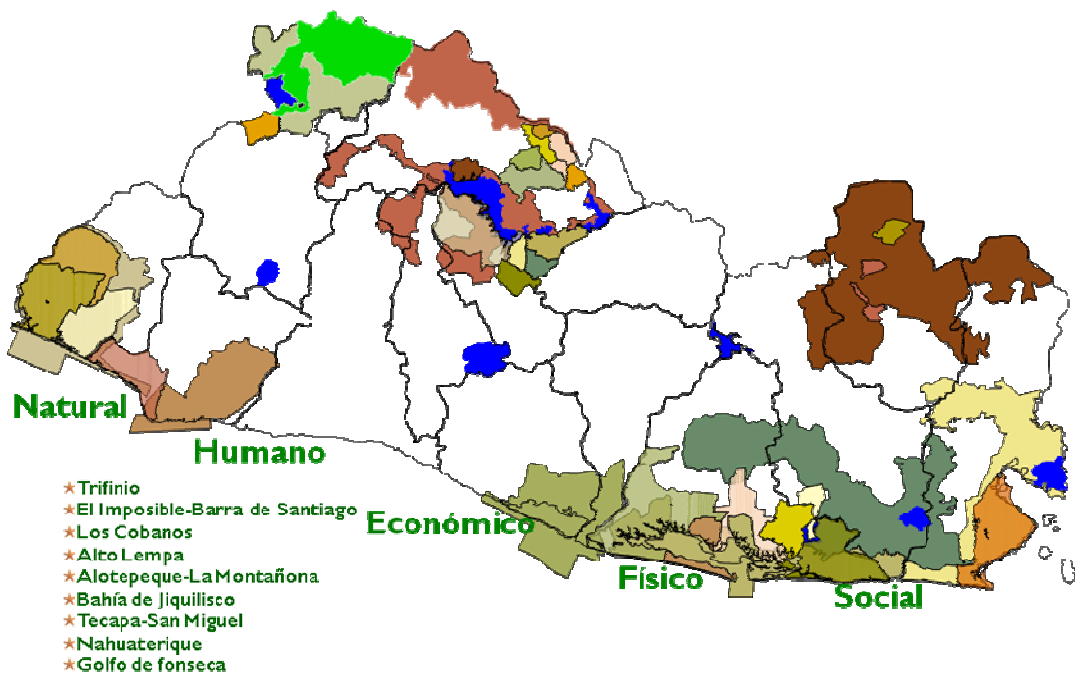 Natural
Humano
Económico
Físico
Social
Trifinio
El Imposible-Barra de Santiago
Los Cobanos
Alto Lempa
Alotepeque-La Montañona
Bahía de Jiquilisco
Tecapa-San Miguel
Nahuaterique
Golfo de fonseca